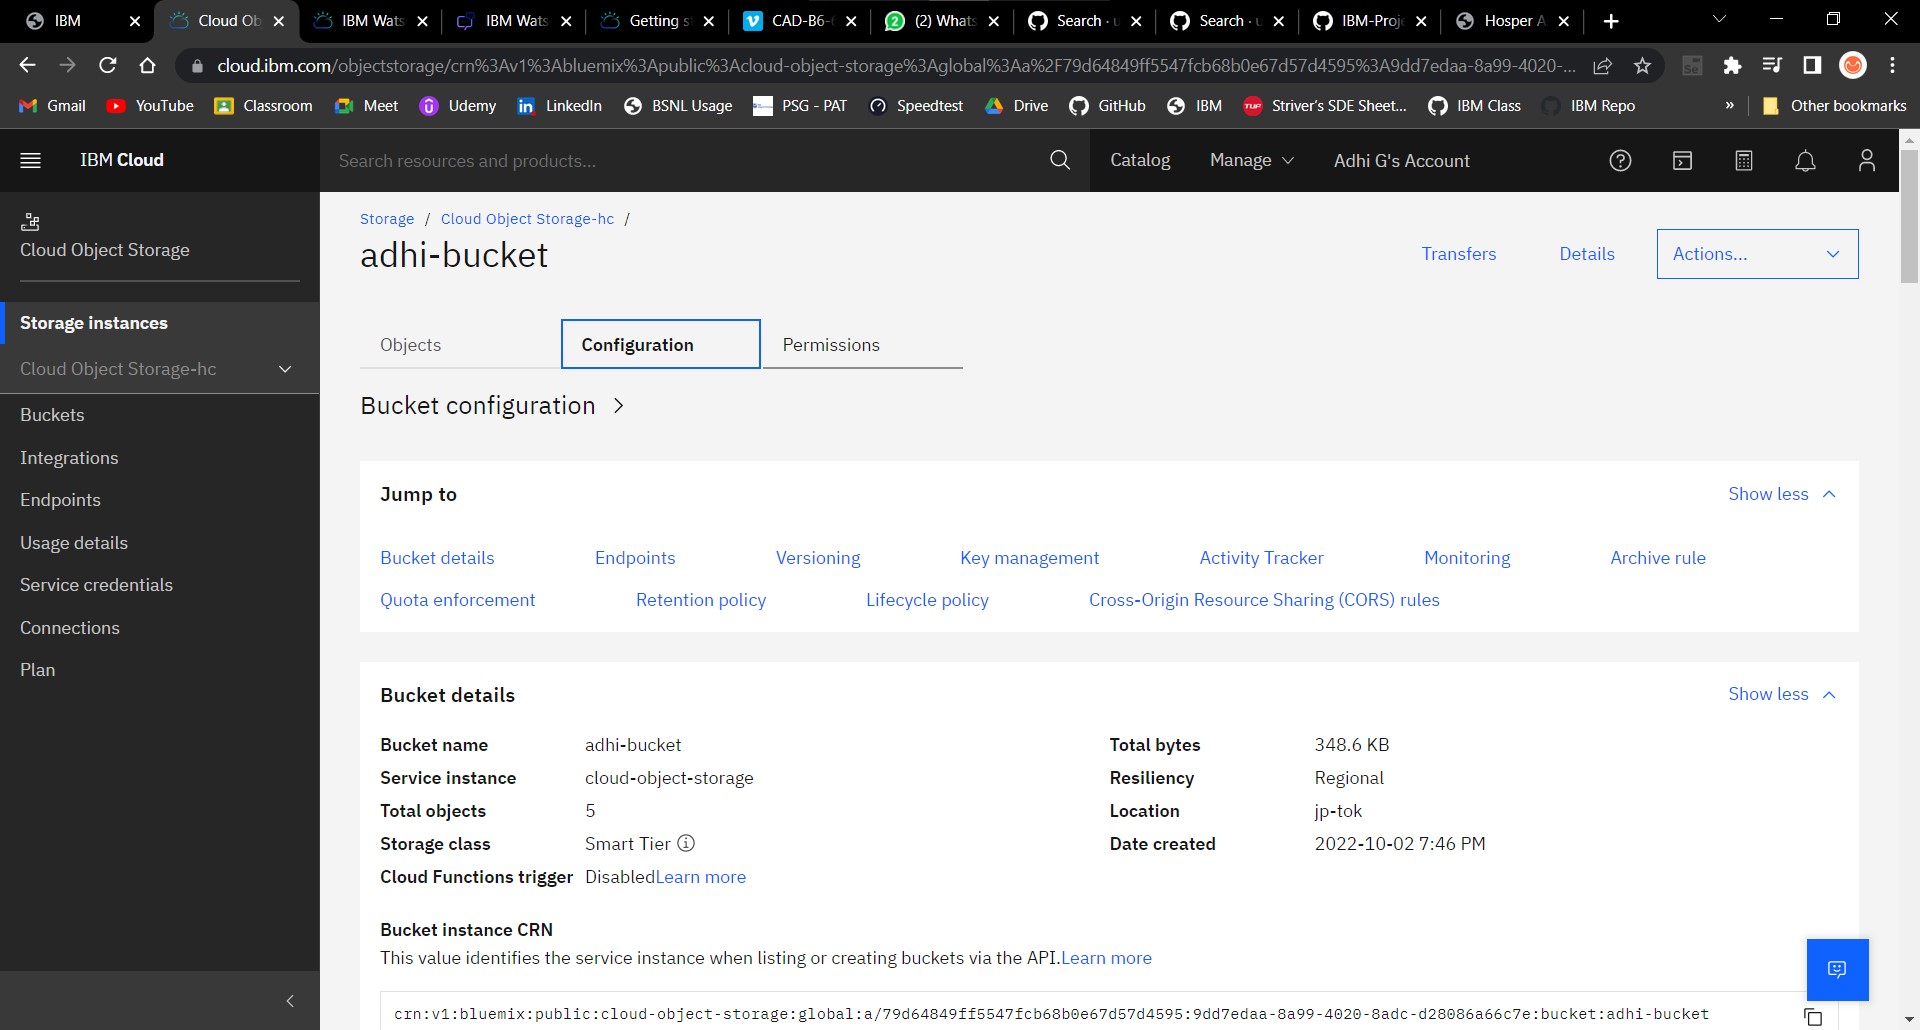 IBM
Cloud Ob
IBM Wats
IBM Wats
Getting s
CAD-B6-6
(2) Whats
Search · u
Search · u
IBM-Proje
Hosper A
cloud.ibm.com/objectstorage/crn%3Av1%3Abluemix%3Apublic%3Acloud-object-storage%3Aglobal%3Aa%2F79d64849ff5547fcb68b0e67d57d4595%3A9dd7edaa-8a99-4020-...
Gmail YouTube Classroom Meet Udemy LinkedIn BSNL Usage PSG - PAT Speedtest Drive GitHub IBM Striver's SDE Sheet... IBM Class IBM Repo » Other bookmarks
IBM Cloud
Search resources and products...
Catalog Manage Adhi G's Account
Cloud Object Storage
Storage instances
Cloud Object Storage-hc
Buckets
Integrations
Endpoints
Usage details
Service credentials
Connections
Plan
Storage / Cloud Object Storage-hc /
adhi-bucket
Transfers Details Actions...
Objects Configuration Permissions
Bucket configuration
Jump to Show less
Bucket details Endpoints Versioning Key management Activity Tracker Monitoring Archive rule
Quota enforcement Retention policy Lifecycle policy Cross-Origin Resource Sharing (CORS) rules
Bucket details Show less
Bucket name adhi-bucket Total bytes 348.6 KB
Service instance cloud-object-storage Resiliency Regional
Total objects 5 Location jp-tok
Storage class Smart Tier Date created 2022-10-02 7:46 PM
Cloud Functions trigger DisabledLearn more
Bucket instance CRN
This value identifies the service instance when listing or creating buckets via the API.Learn more
crn:v1:bluemix:public:cloud-object-storage:global:a/79d64849ff5547fcb68b0e67d57d4595:9dd7edaa-8a99-4020-8adc-d28086a66c7e:bucket:adhi-bucket